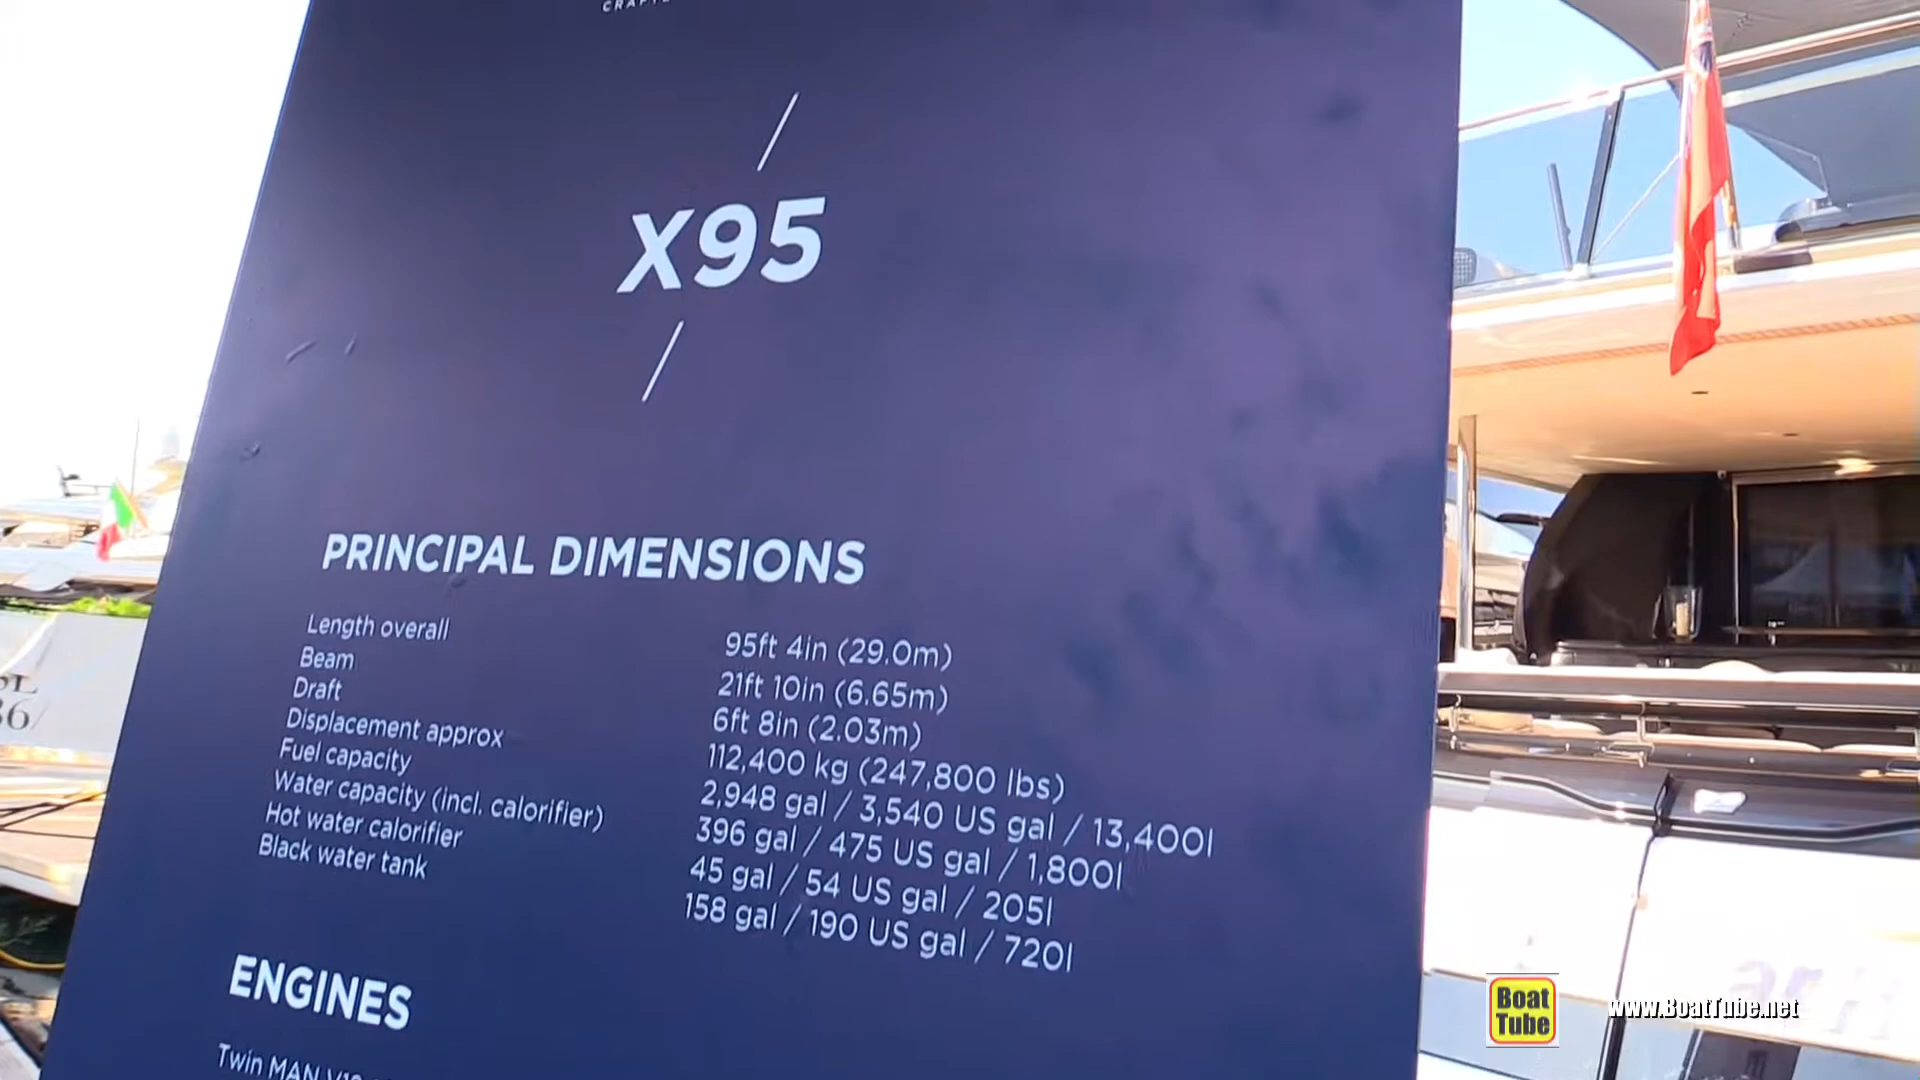 X95
PRINCIPAL DIMENSIONS
Length overall 95ft 4in (29.0m)
Beam 21ft 10in (6.65m)
Draft 6ft 8in (2.03m)
Displacement approx 112,400 kg (247,800 lbs)
Fuel capacity 2,948 gal / 3,540 US gal / 13,400l
Water capacity (incl. calorifier) 396 gal / 475 US gal / 1,800l
Hot water calorifier 45 gal / 54 US gal / 205l
Black water tank 158 gal / 190 US gal / 720l
ENGINES
Twin MAN
Boat
Tube
www.BoatTube.net